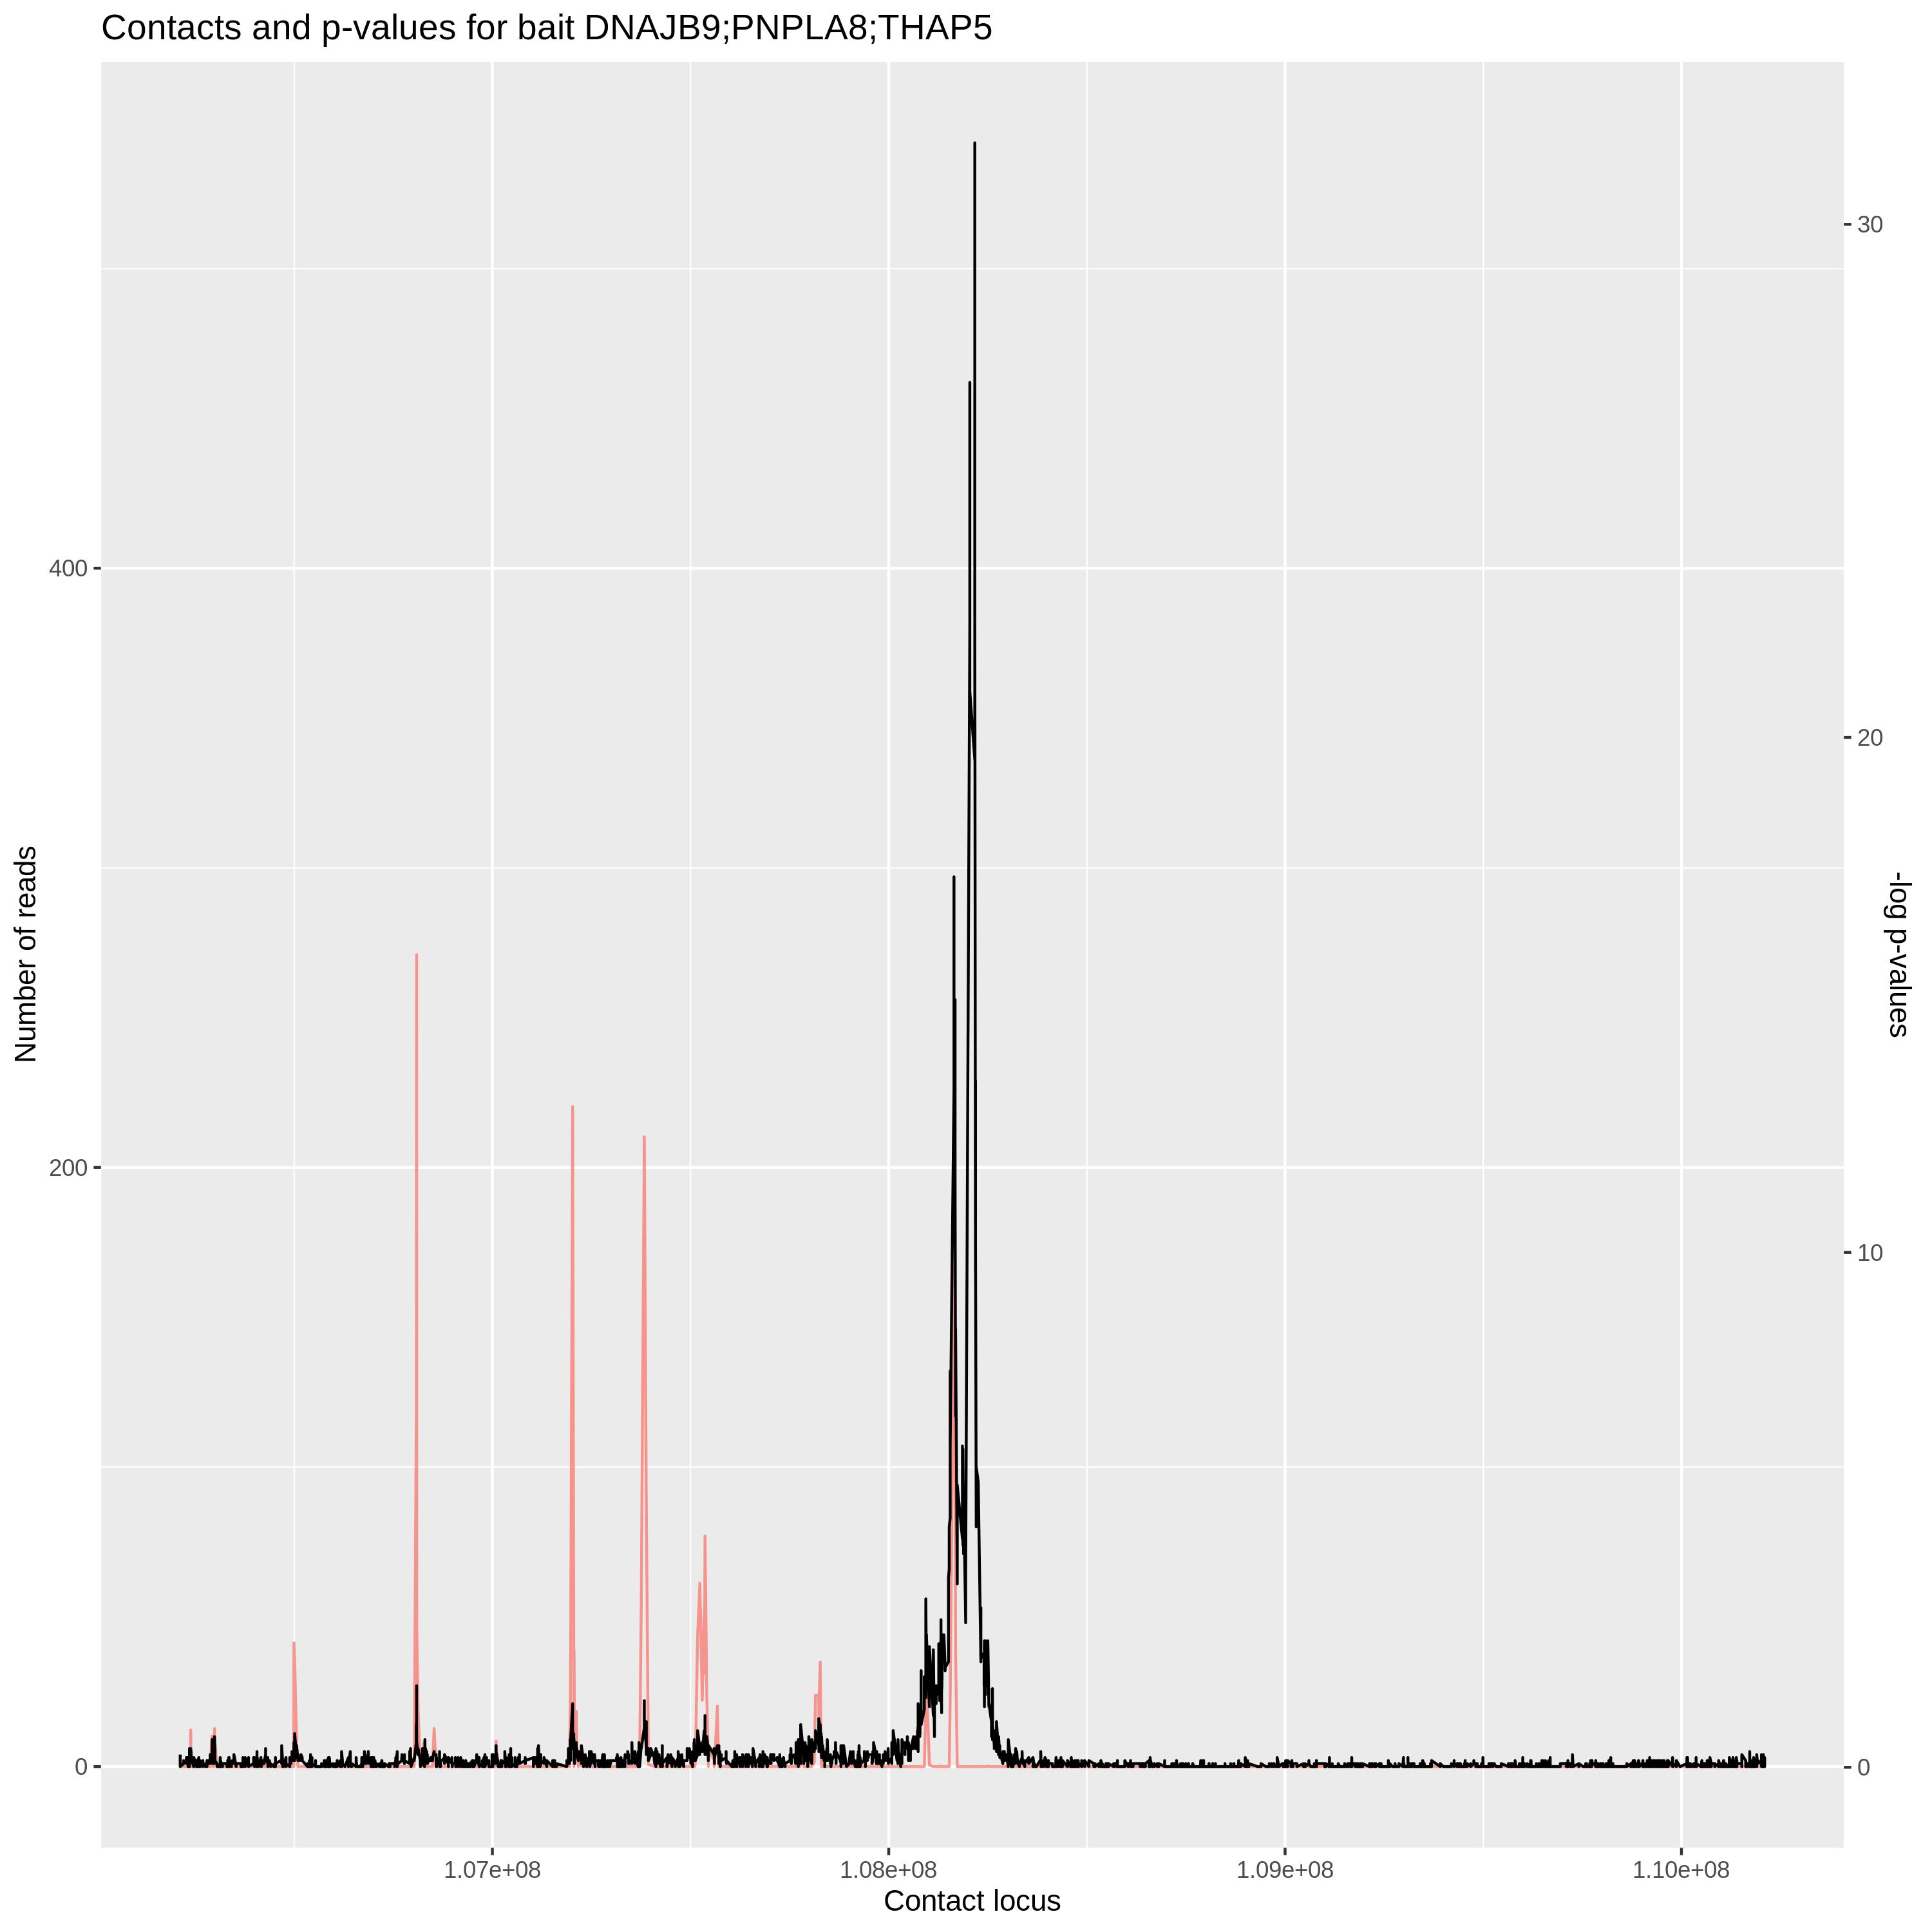 Contacts and p-values for bait DNAJB9;PNPLA8;THAP5
Number of reads
400
200
0
30
20
10
0
-log p-values
1.07e+08
1.08e+08
1.09e+08
1.10e+08
Contact locus